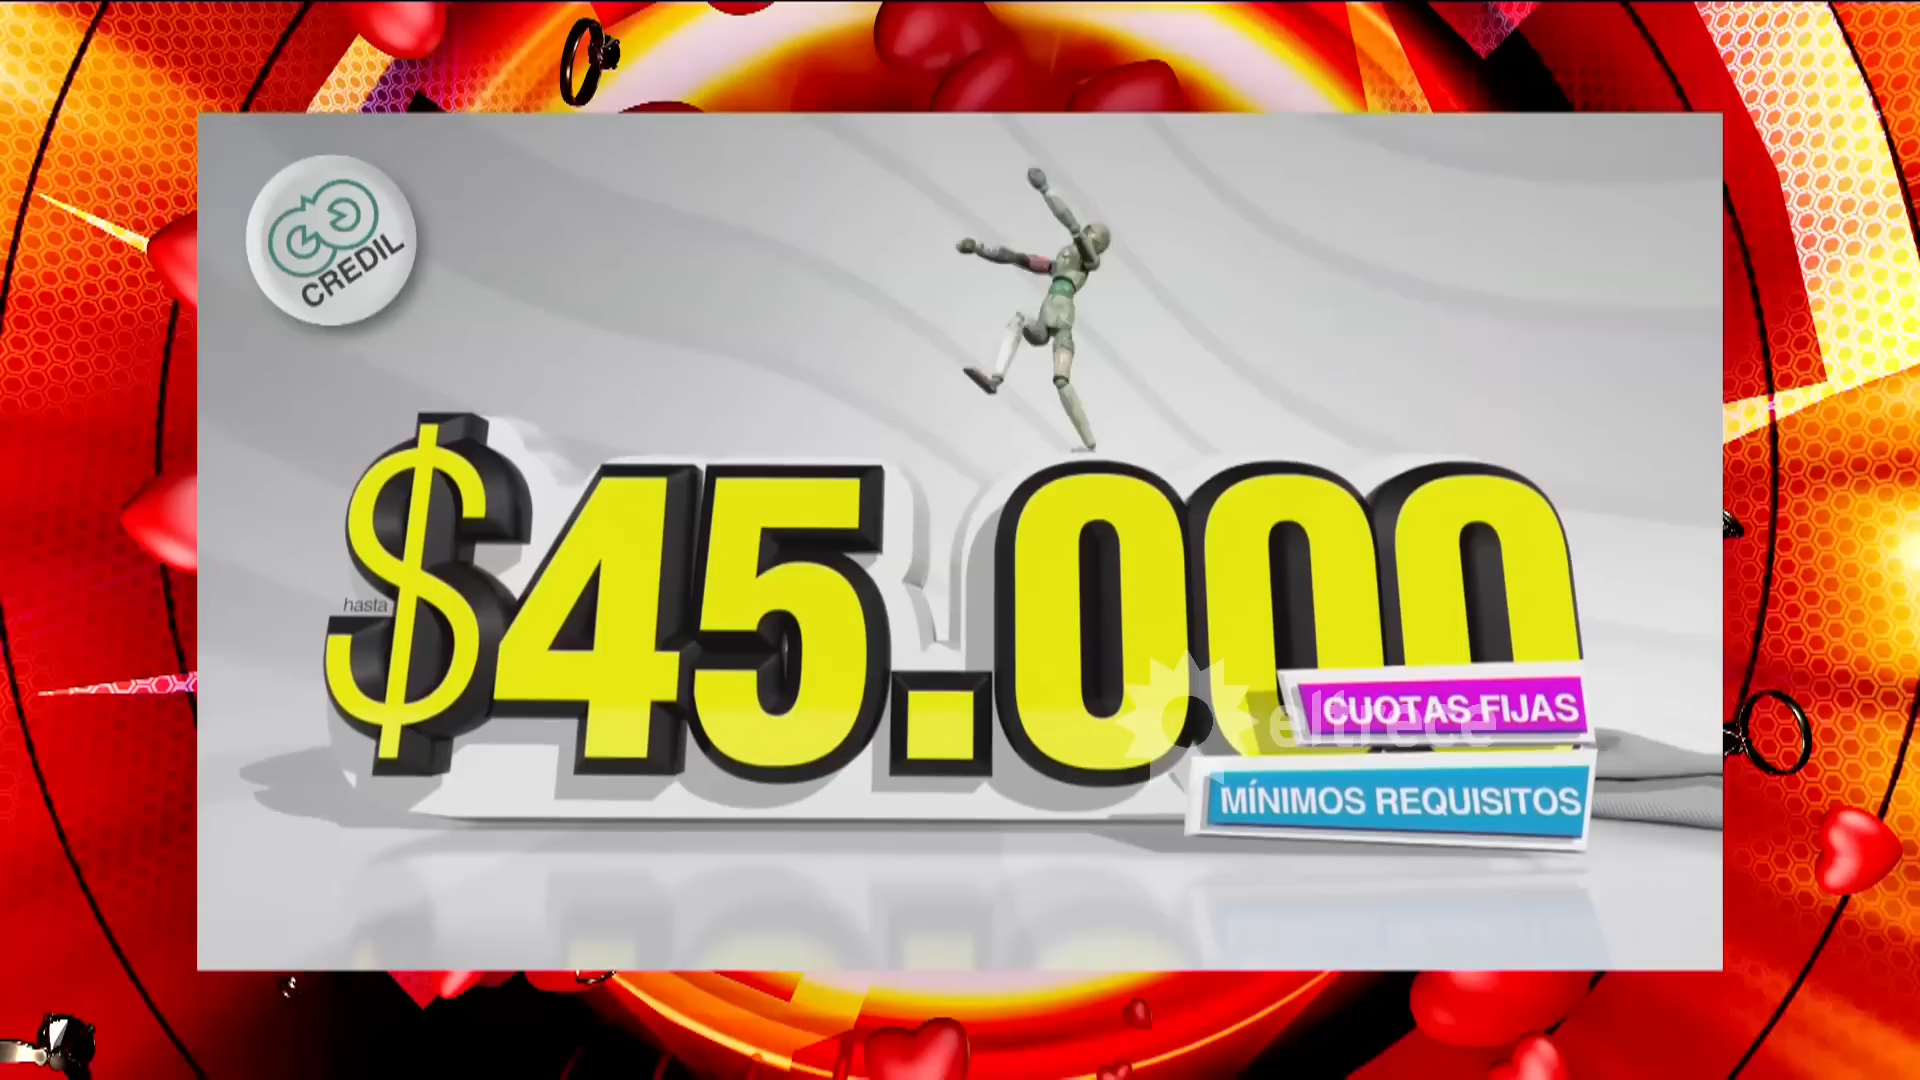 CREDIL
hasta
$45.000
CUOTAS FIJAS
eltrece
MÍNIMOS REQUISITOS